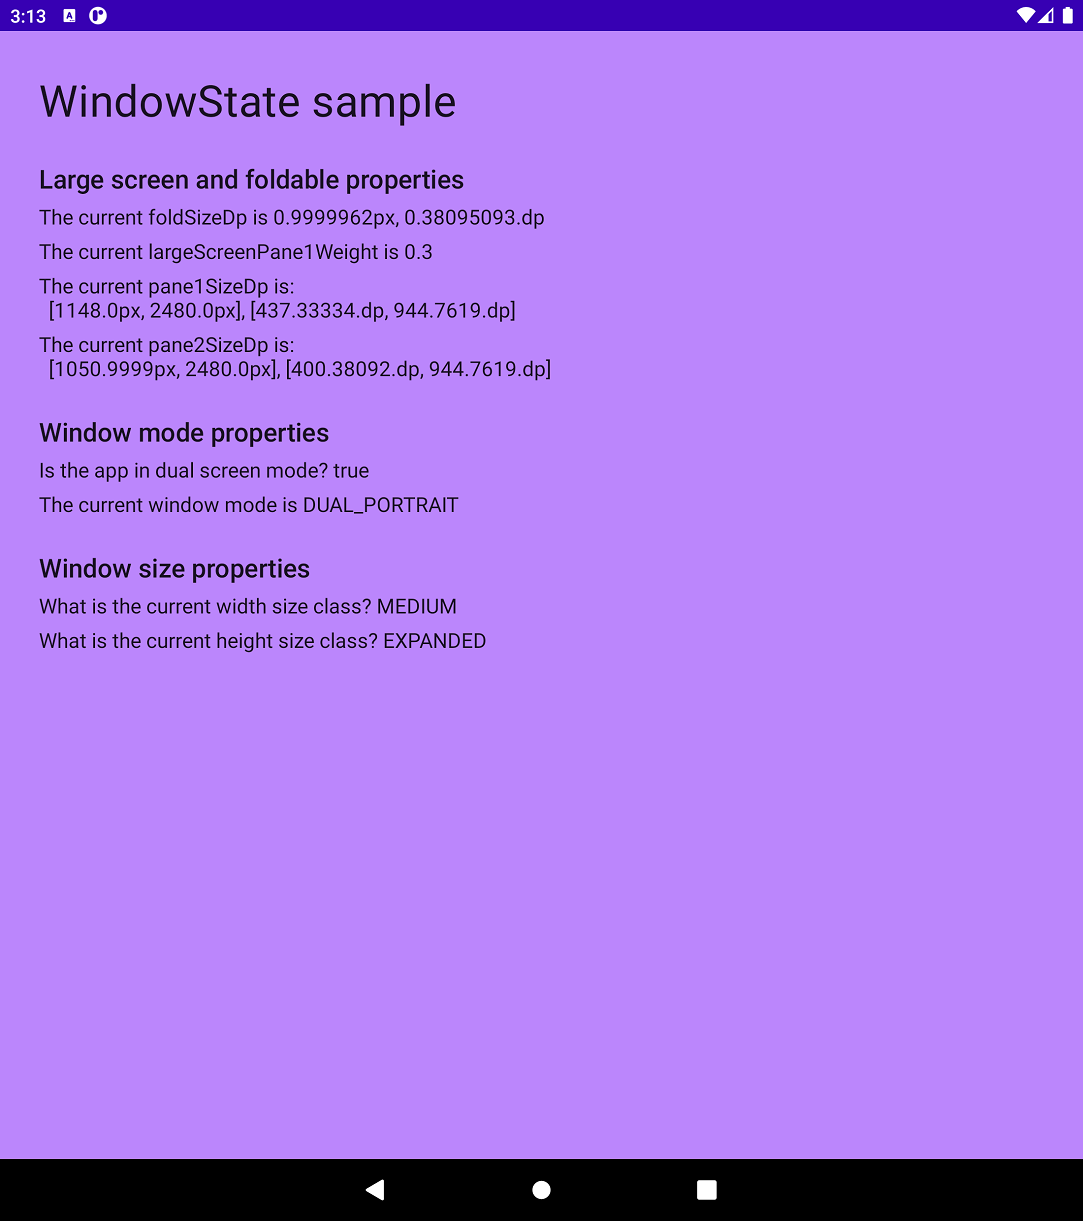 3:13
WindowState sample
Large screen and foldable properties
The current foldSizeDp is 0.9999962px, 0.38095093.dp
The current largeScreenPane1Weight is 0.3
The current pane1SizeDp is:
[1148.0px, 2480.0px], [437.33334.dp, 944.7619.dp]
The current pane2SizeDp is:
[1050.9999px, 2480.0px], [400.38092.dp, 944.7619.dp]
Window mode properties
Is the app in dual screen mode? true
The current window mode is DUAL_PORTRAIT
Window size properties
What is the current width size class? MEDIUM
What is the current height size class? EXPANDED